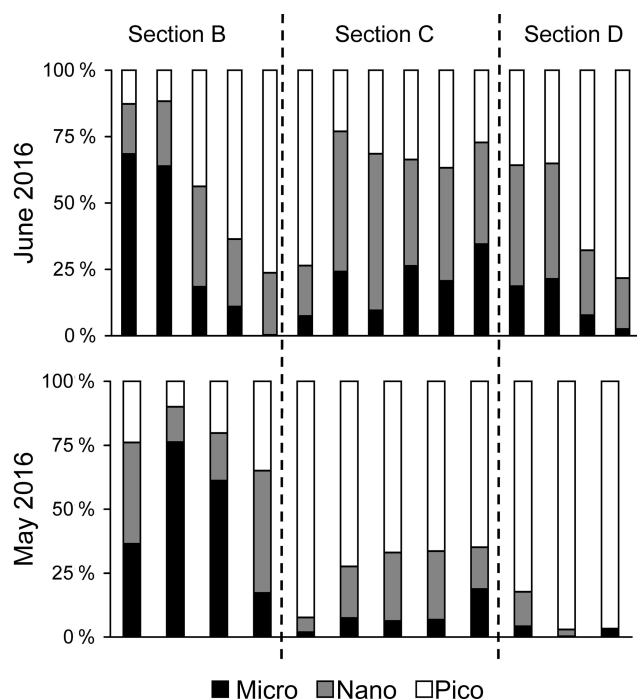 Section B Section C Section D
June 2016
100 %
75 %
50 %
25 %
0 %
May 2016
100 %
75 %
50 %
25 %
0 %
Micro Nano Pico